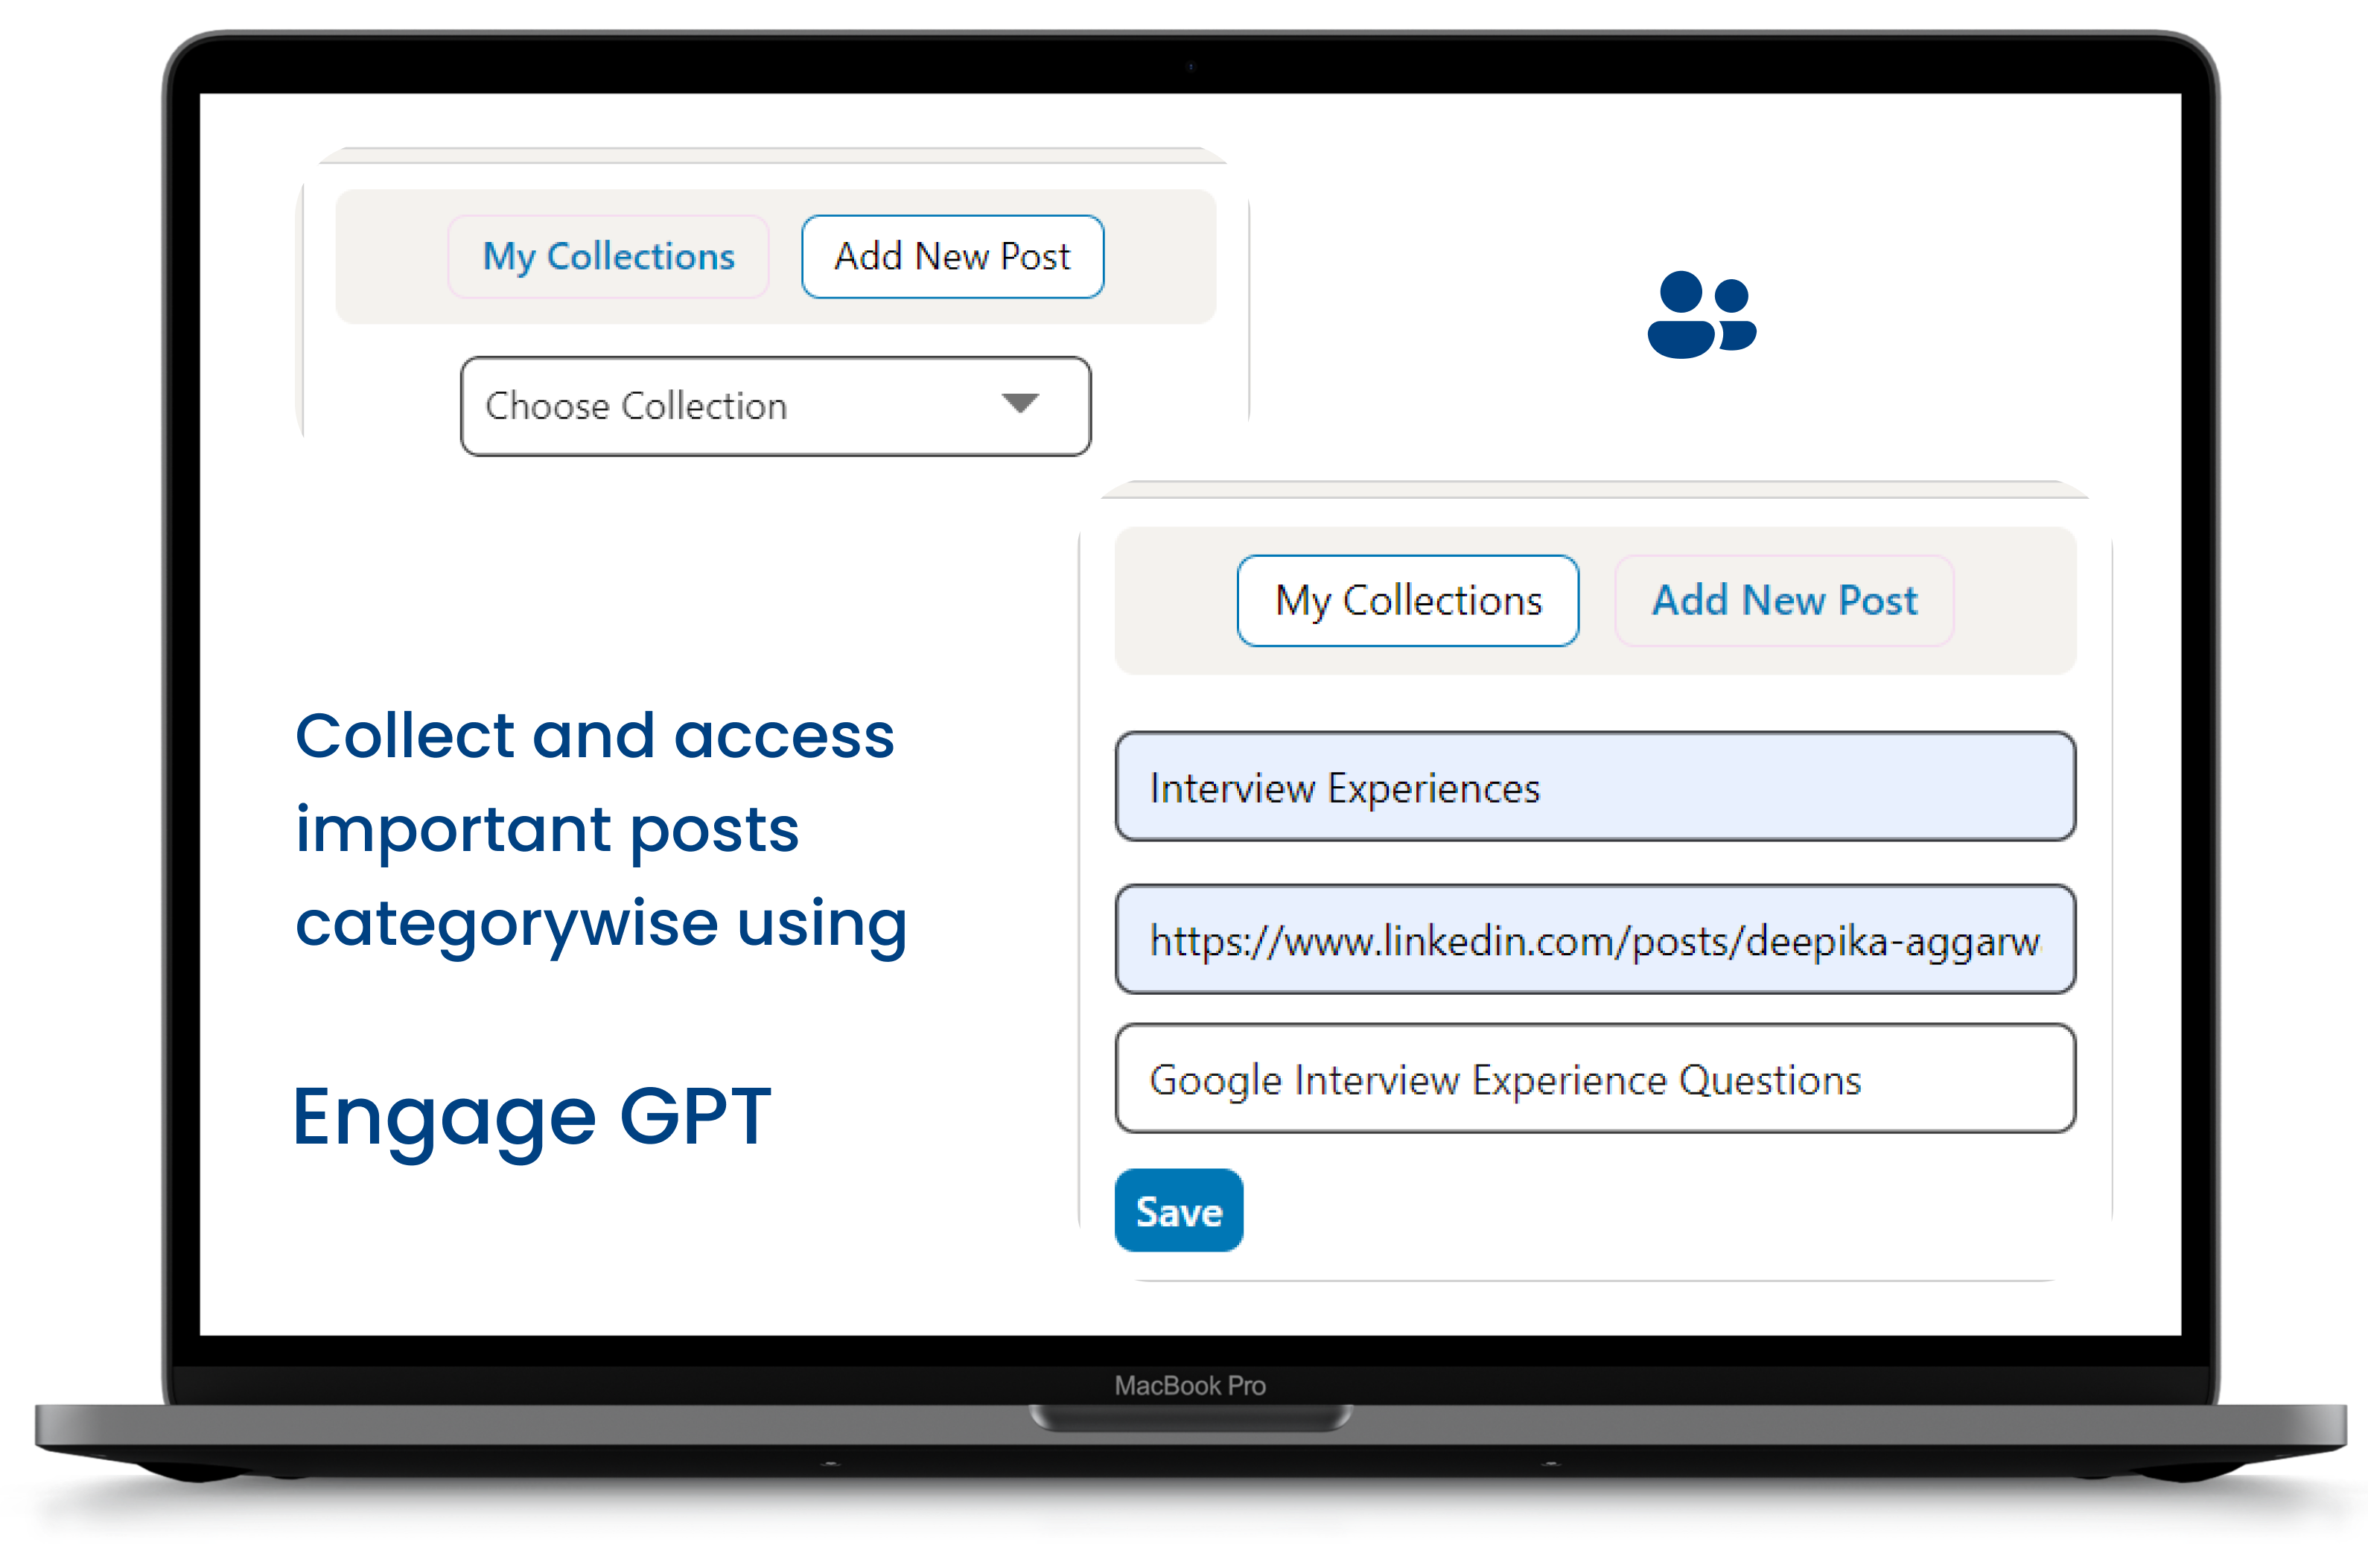 My Collections
Add New Post
Choose Collection
My Collections
Add New Post
Interview Experiences
https://www.linkedin.com/posts/deepika-aggarw
Google Interview Experience Questions
Save
Collect and access
important posts
categorywise using
Engage GPT
MacBook Pro